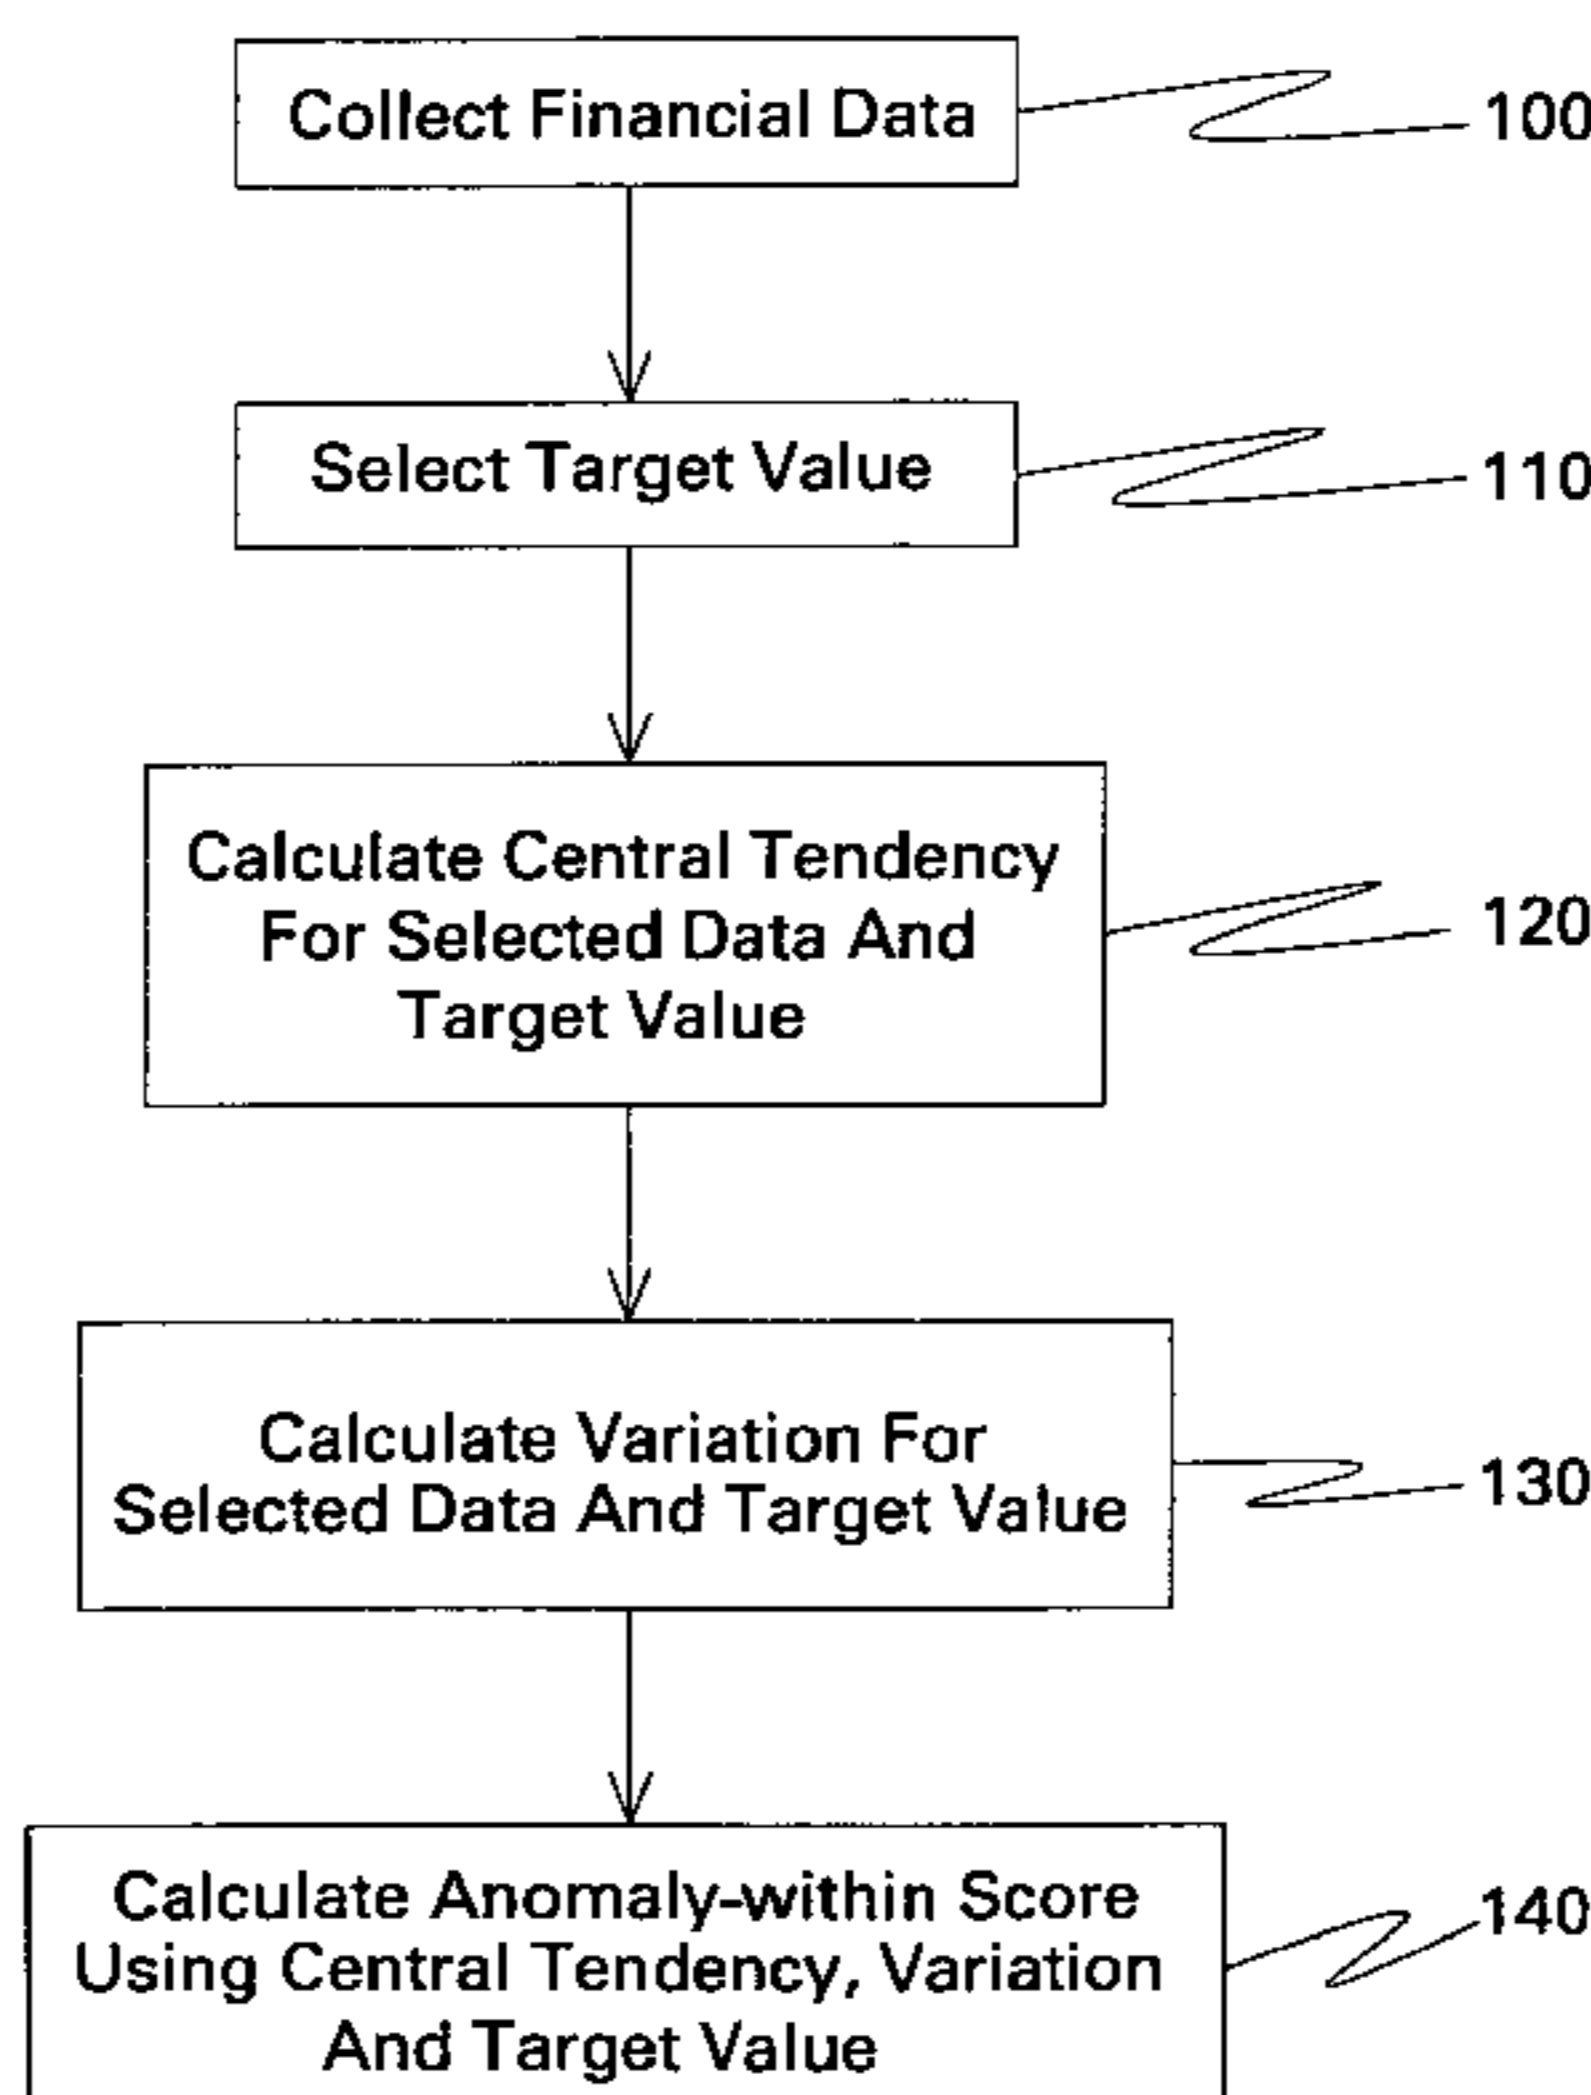 Collect Financial Data
100
Select Target Value
110
Calculate Central Tendency
For Selected Data And
Target Value
120
Calculate Variation For
Selected Data And Target Value
130
Calculate Anomaly-within Score
Using Central Tendency, Variation
And Target Value
140